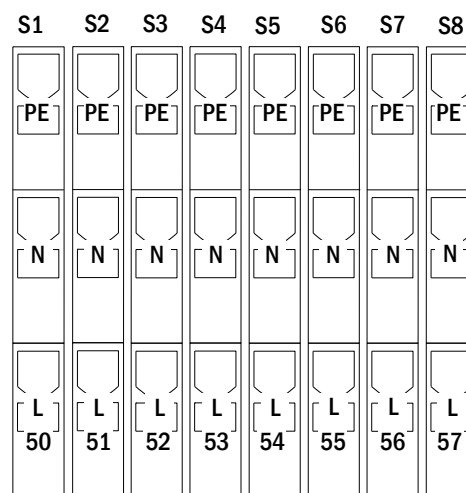 S1 S2 S3 S4 S5 S6 S7 S8
PE PE PE PE PE PE PE PE
N N N N N N N N
L L L L L L L L
50 51 52 53 54 55 56 57